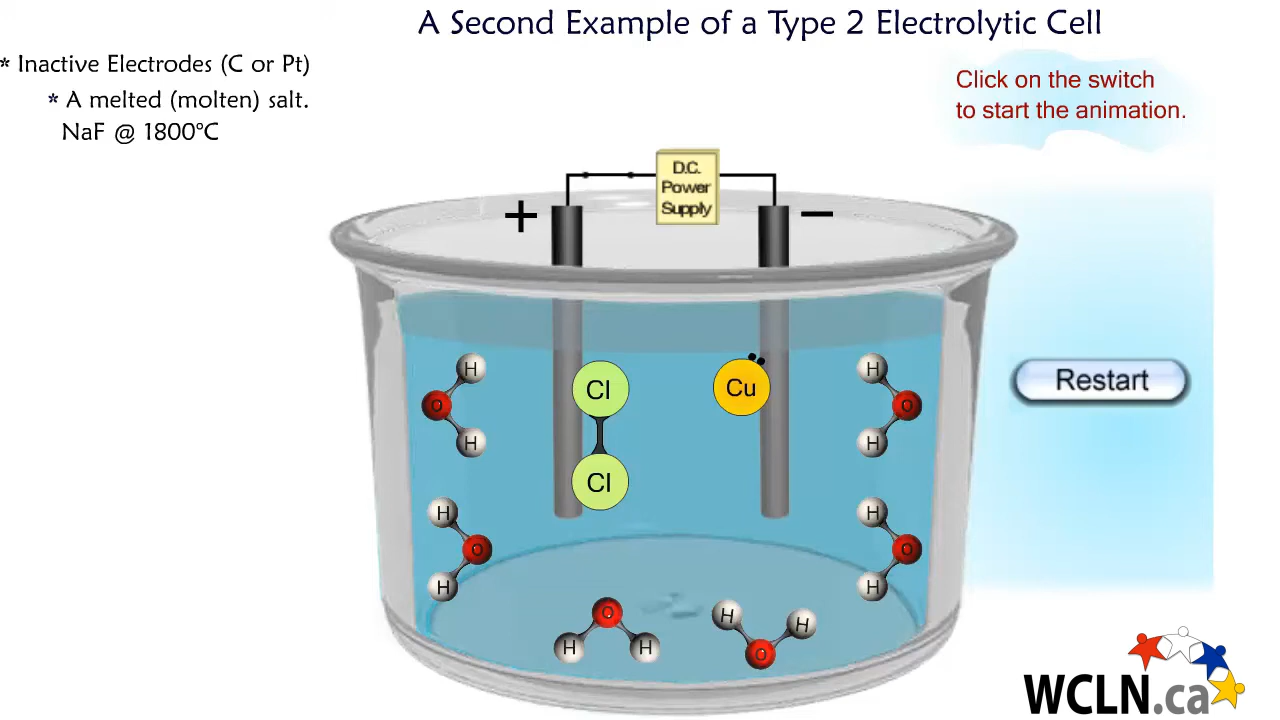 A Second Example of a Type 2 Electrolytic Cell
* Inactive Electrodes (C or Pt)
* A melted (molten) salt.
NaF @ 1800°C
Click on the switch
to start the animation.
D.C.
Power
Supply
+
−
H
O
H
Cl
Cl
Cu
H
O
H
Restart
H
O
H
H
O
H
O
H
H
H
H
O
WCLN.ca